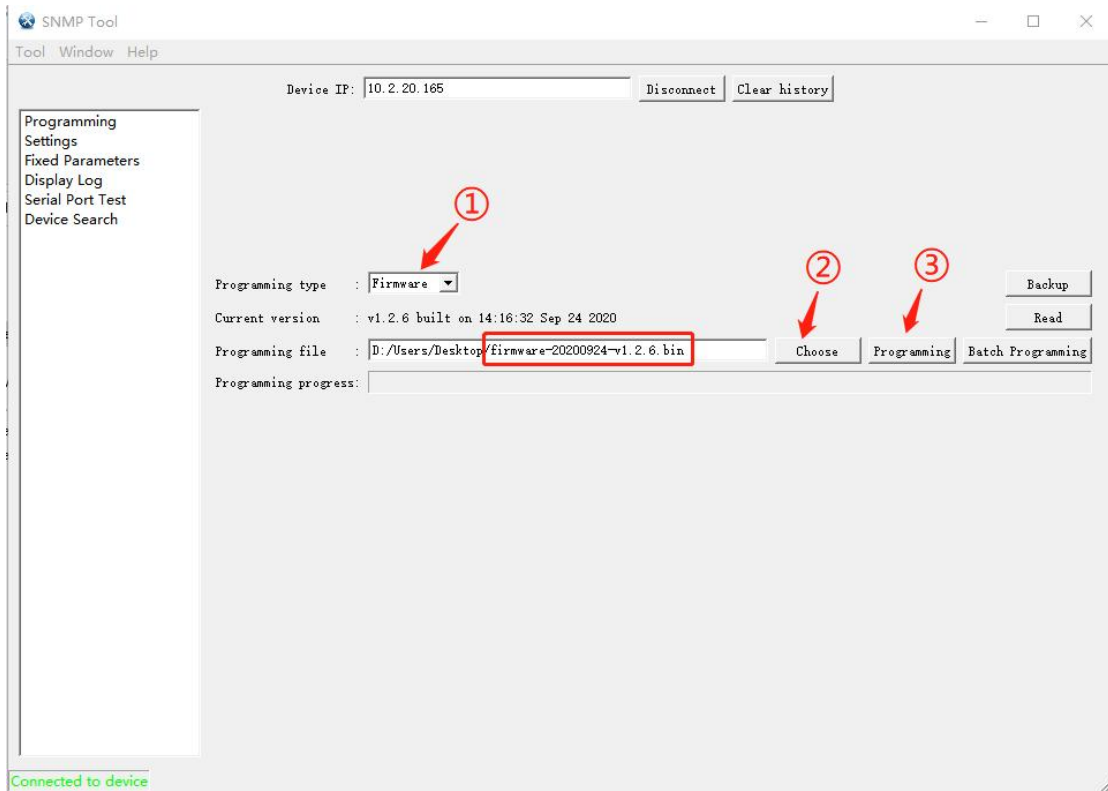 SNMP Tool
Tool Window Help
Device IP: 10.2.20.165 Disconnect Clear history
Programming
Settings
Fixed Parameters
Display Log
Serial Port Test
Device Search
①
② ③
Programming type : Firmware Backup
Current version : v1.2.6 built on 14:16:32 Sep 24 2020 Read
Programming file : D:/Users/Desktop/firmware-20200924-v1.2.6.bin Choose Programming Batch Programming
Programming progress:
Connected to device